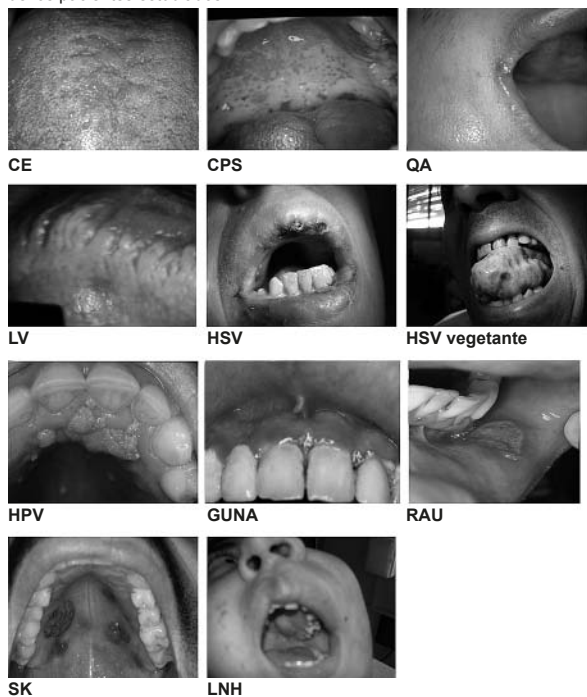 CE
CPS
QA
LV
HSV
HSV vegetante
HPV
GUNA
RAU
SK
LNH